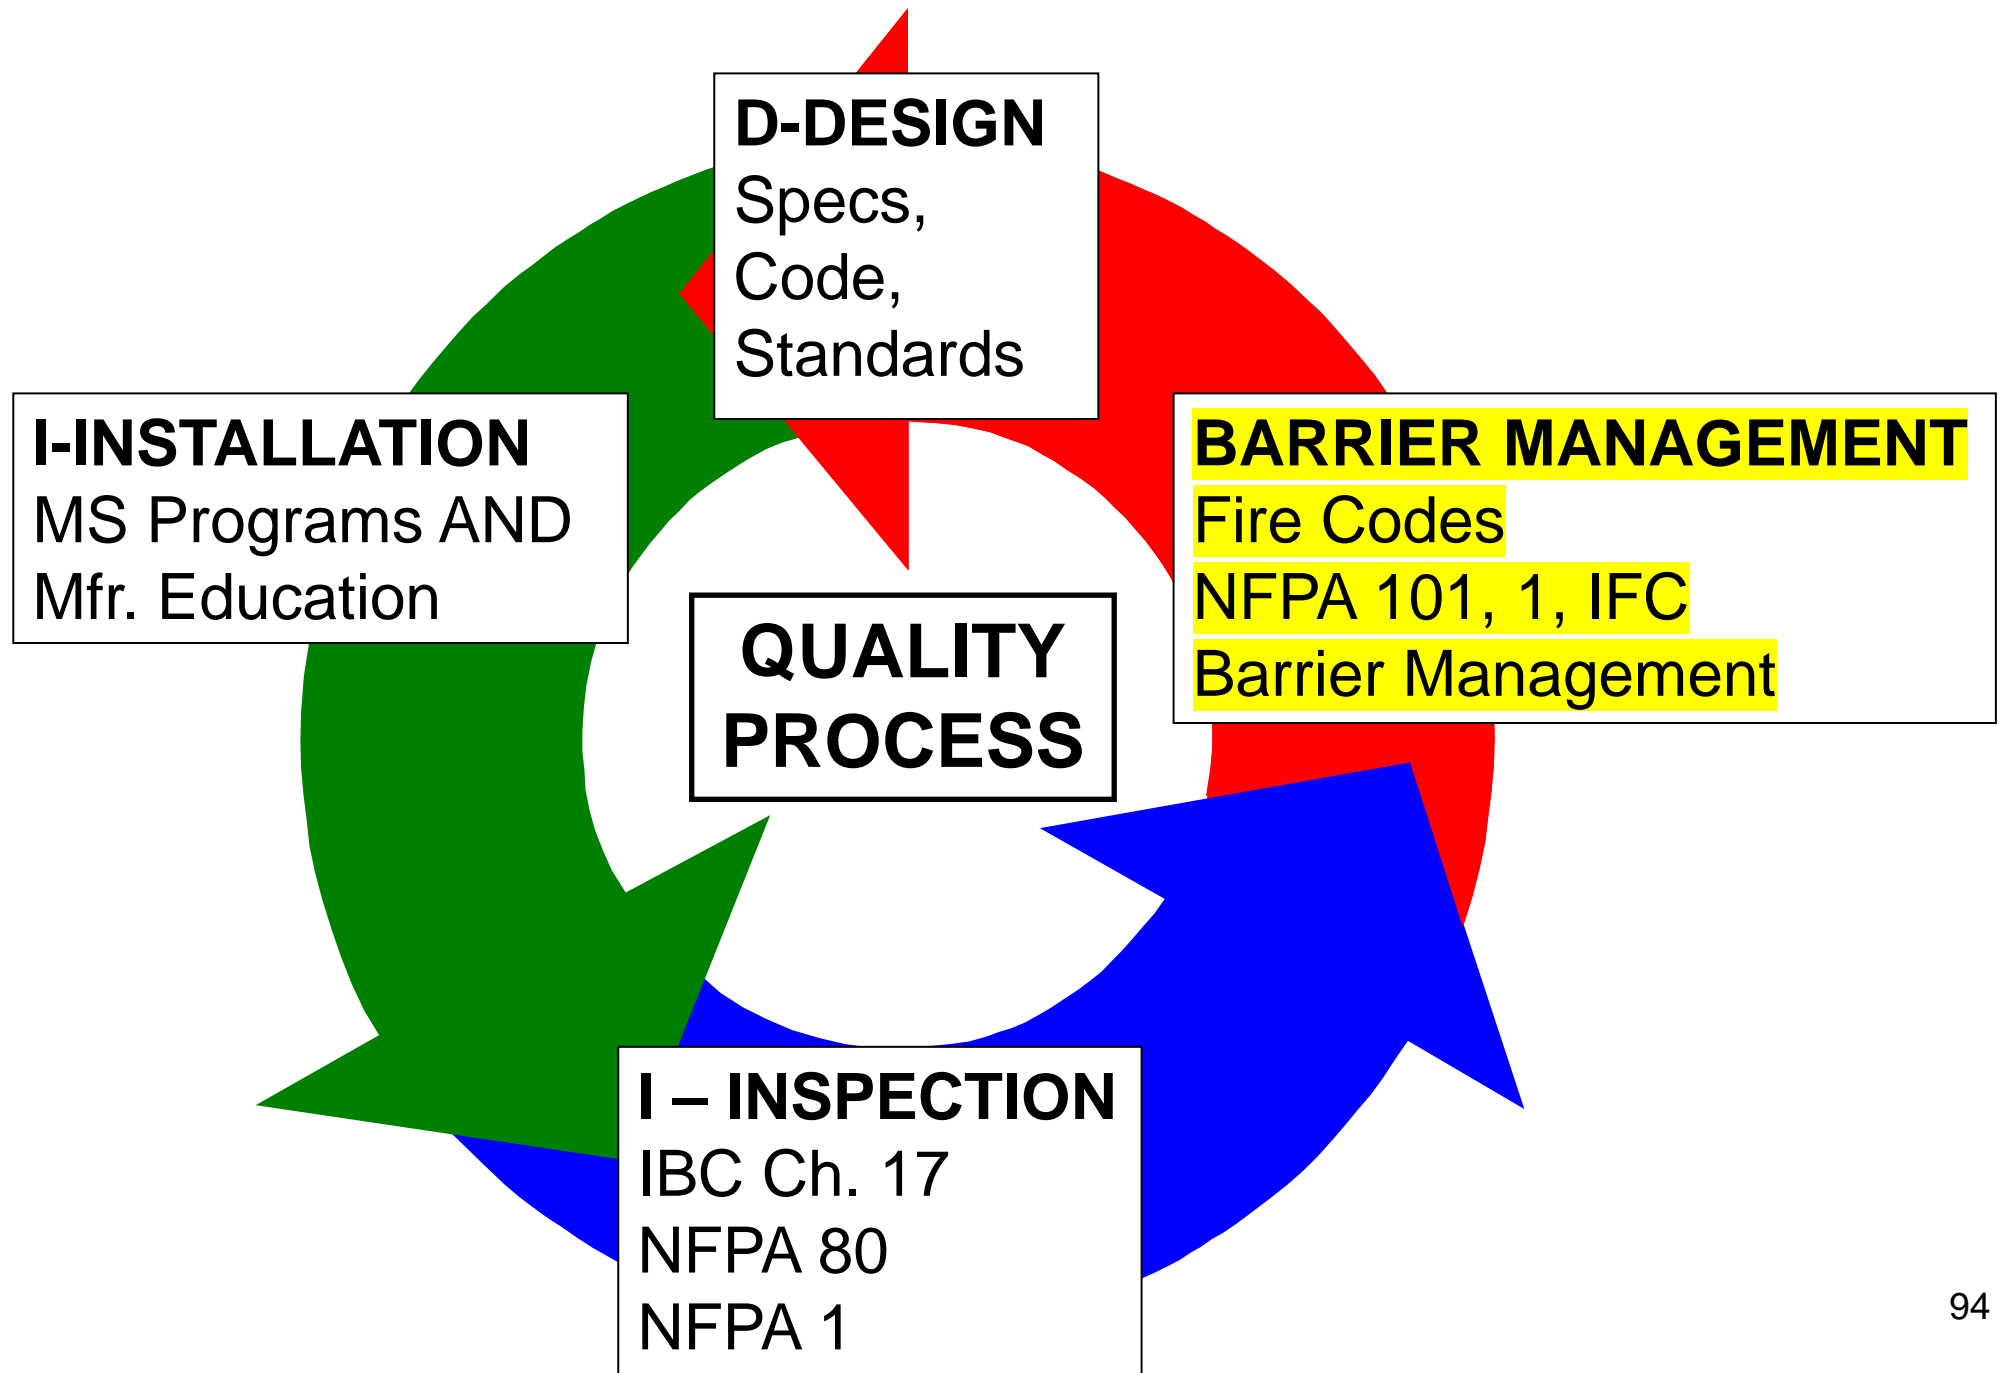 D-DESIGN
Specs,
Code,
Standards
I-INSTALLATION
MS Programs AND
Mfr. Education
BARRIER MANAGEMENT
Fire Codes
NFPA 101, 1, IFC
Barrier Management
QUALITY
PROCESS
I – INSPECTION
IBC Ch. 17
NFPA 80
NFPA 1
94